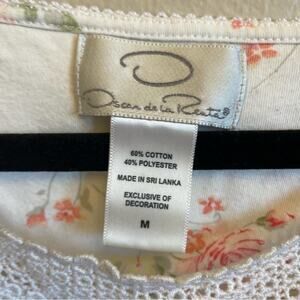 Oscar de la Renta®
60% COTTON
40% POLYESTER
MADE IN SRI LANKA
EXCLUSIVE OF
DECORATION
M